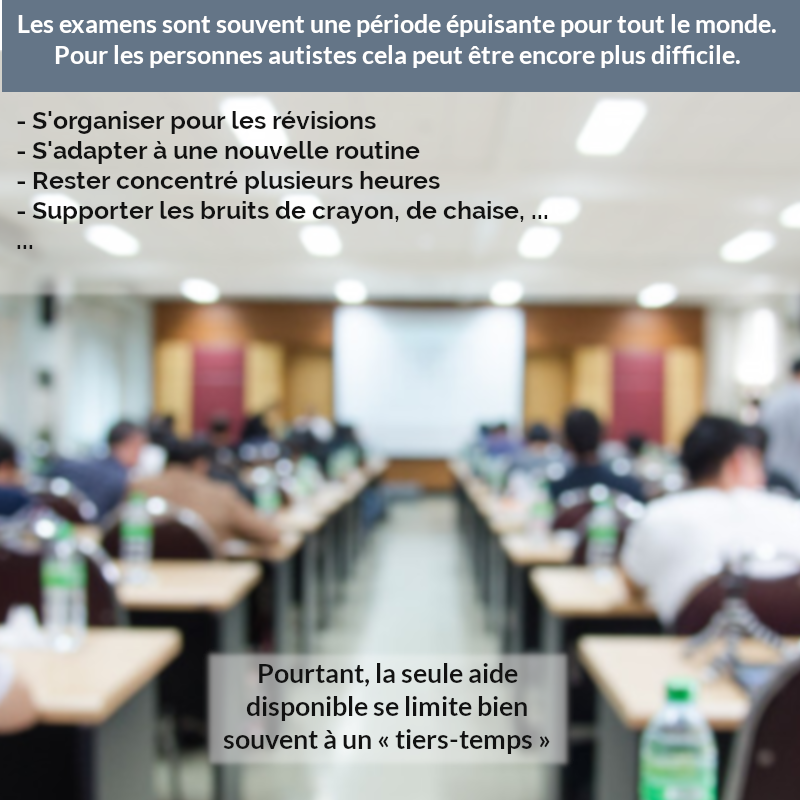 Les examens sont souvent une période épuisante pour tout le monde.
Pour les personnes autistes cela peut être encore plus difficile.
- S'organiser pour les révisions
- S'adapter à une nouvelle routine
- Rester concentré plusieurs heures
- Supporter les bruits de crayon, de chaise, ...
...
Pourtant, la seule aide
disponible se limite bien
souvent à un « tiers-temps »